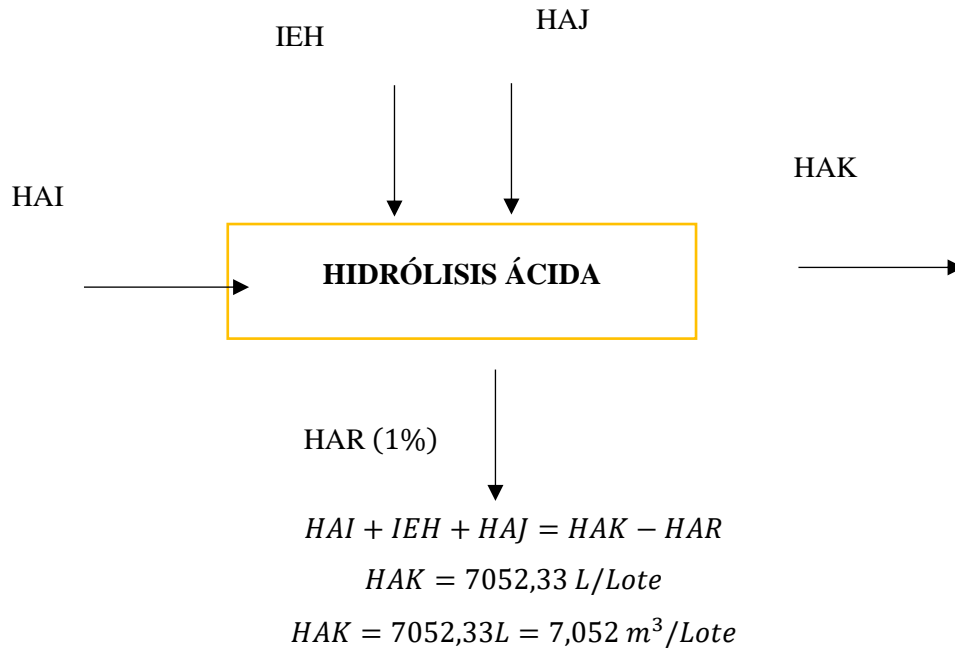 IEH
HAJ
HAI
HAK
HIDRÓLISIS ÁCIDA
HAR (1%)
HAI + IEH + HAJ = HAK − HAR
HAK = 7052,33 L/Lote
HAK = 7052,33L = 7,052 m³/Lote